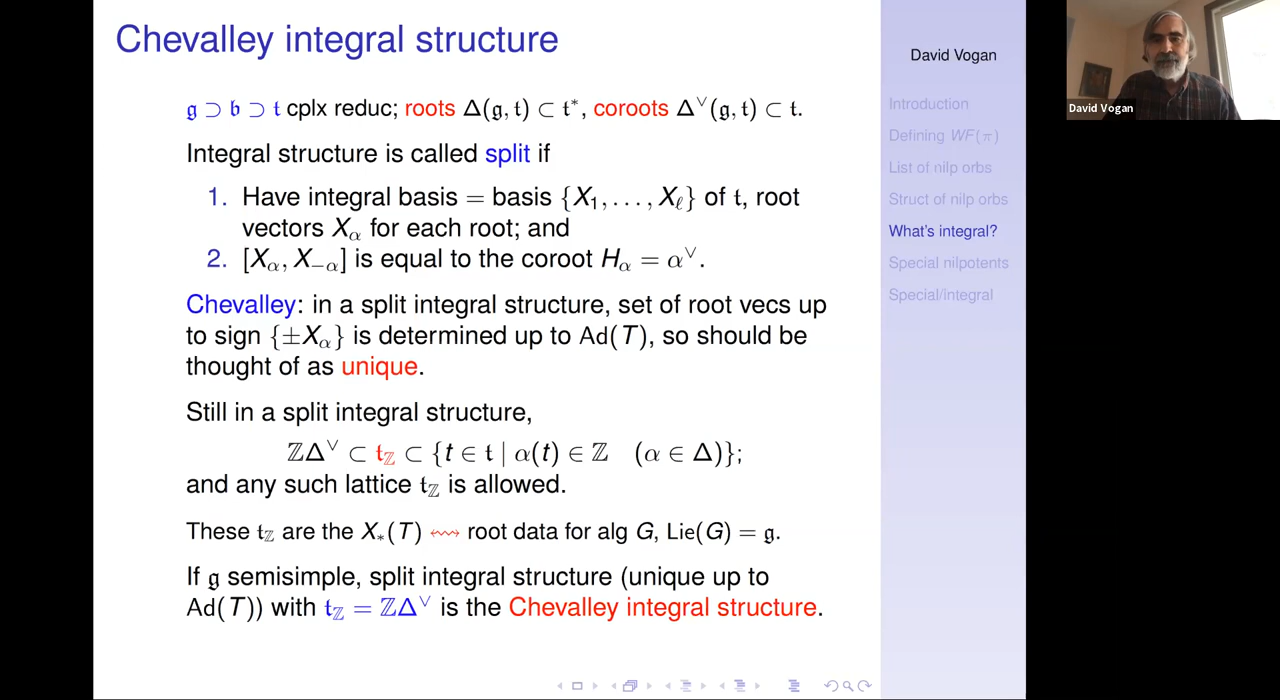 Chevalley integral structure
𝔤 ⊃ 𝔟 ⊃ 𝔱 cplx reduc; roots Δ(𝔤, 𝔱) ⊂ 𝔱*, coroots Δ^∨(𝔤, 𝔱) ⊂ 𝔱.
Integral structure is called split if
1. Have integral basis = basis {X₁, . . . , X_ℓ} of 𝔱, root
vectors X_α for each root; and
2. [X_α, X_{−α}] is equal to the coroot H_α = α^∨.
Chevalley: in a split integral structure, set of root vecs up
to sign {±X_α} is determined up to Ad(T), so should be
thought of as unique.
Still in a split integral structure,
ℤΔ^∨ ⊂ 𝔱_ℤ ⊂ {t ∈ 𝔱 | α(t) ∈ ℤ (α ∈ Δ)};
and any such lattice 𝔱_ℤ is allowed.
These 𝔱_ℤ are the X_*(T) ↭ root data for alg G, Lie(G) = 𝔤.
If 𝔤 semisimple, split integral structure (unique up to
Ad(T)) with 𝔱_ℤ = ℤΔ^∨ is the Chevalley integral structure.
David Vogan
Introduction
Defining WF(π)
List of nilp orbs
Struct of nilp orbs
What's integral?
Special nilpotents
Special/integral
David Vogan